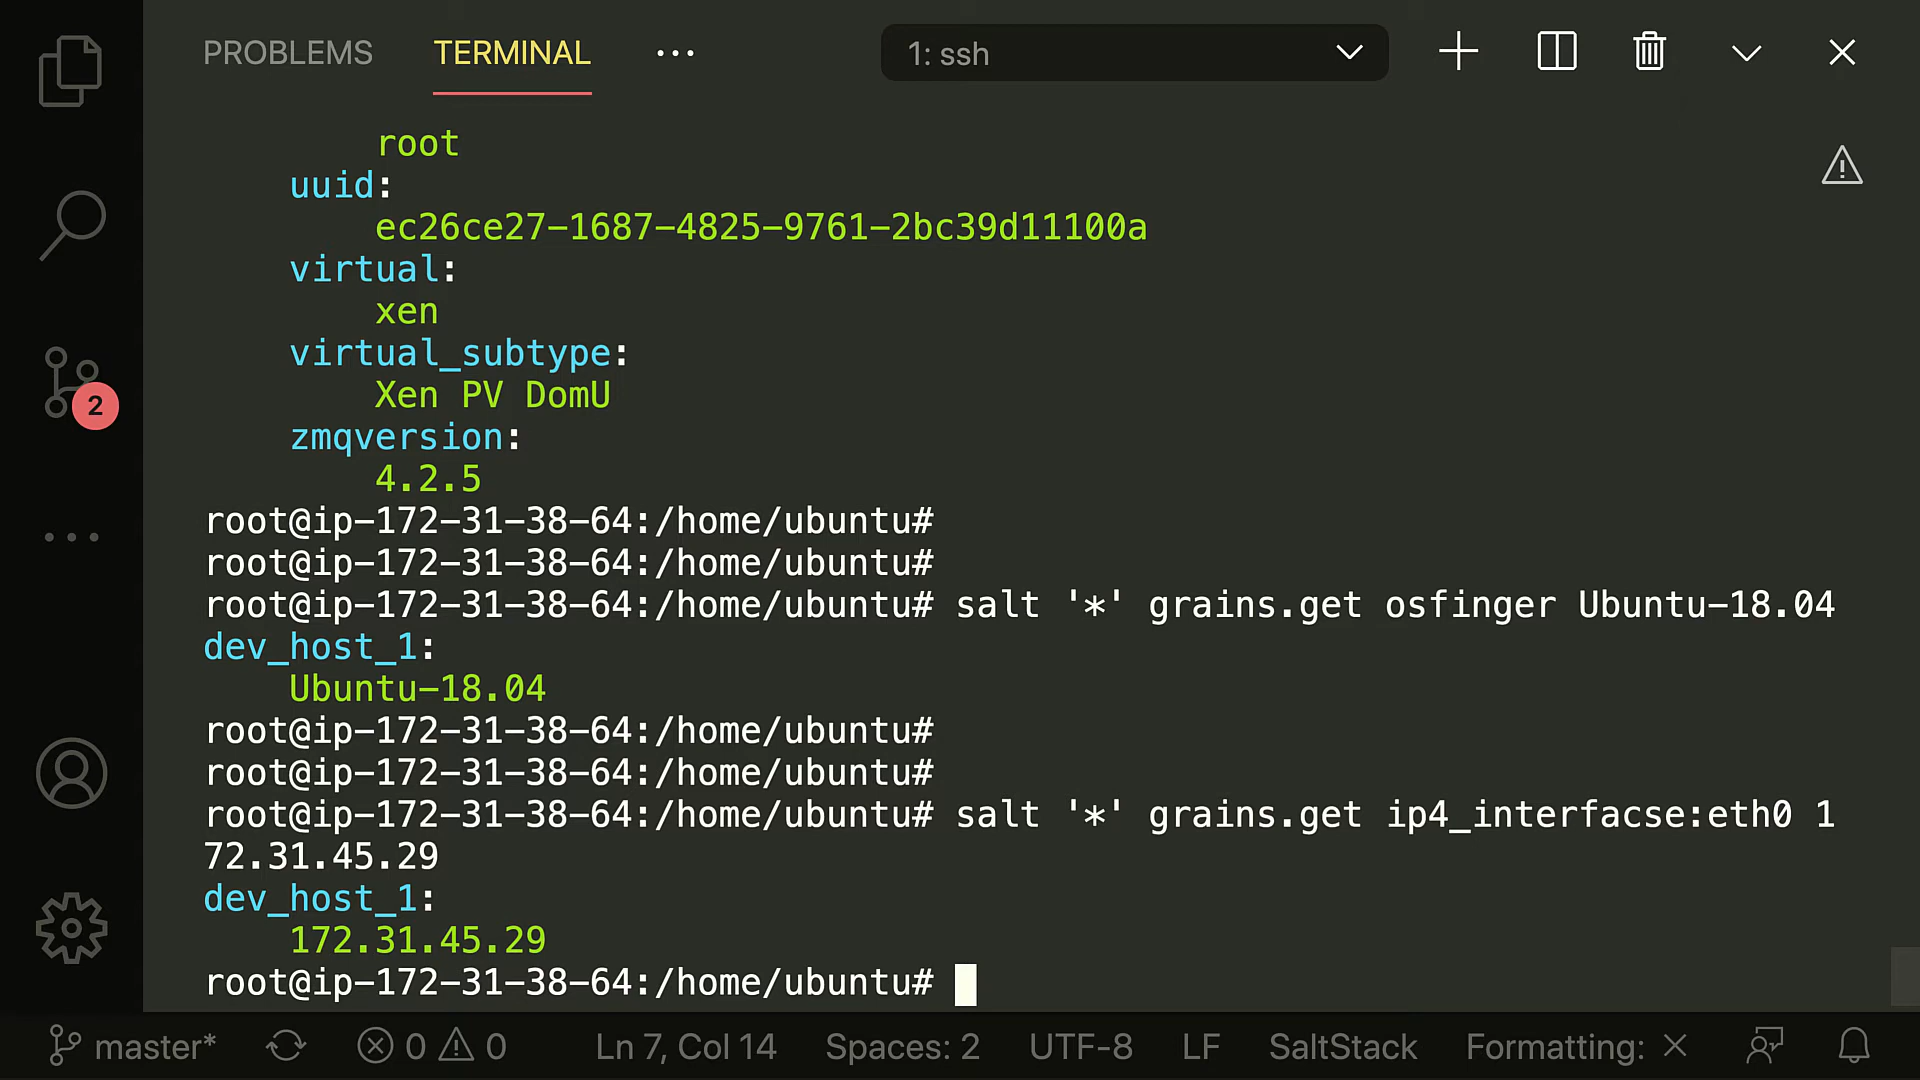 PROBLEMS TERMINAL ... 1: ssh
root
uuid:
ec26ce27-1687-4825-9761-2bc39d11100a
virtual:
xen
virtual_subtype:
Xen PV DomU
zmqversion:
4.2.5
root@ip-172-31-38-64:/home/ubuntu#
root@ip-172-31-38-64:/home/ubuntu#
root@ip-172-31-38-64:/home/ubuntu# salt '*' grains.get osfinger Ubuntu-18.04
dev_host_1:
Ubuntu-18.04
root@ip-172-31-38-64:/home/ubuntu#
root@ip-172-31-38-64:/home/ubuntu#
root@ip-172-31-38-64:/home/ubuntu# salt '*' grains.get ip4_interfacse:eth0 1
72.31.45.29
dev_host_1:
172.31.45.29
root@ip-172-31-38-64:/home/ubuntu#
2
master* 0 0 Ln 7, Col 14 Spaces: 2 UTF-8 LF SaltStack Formatting: ×